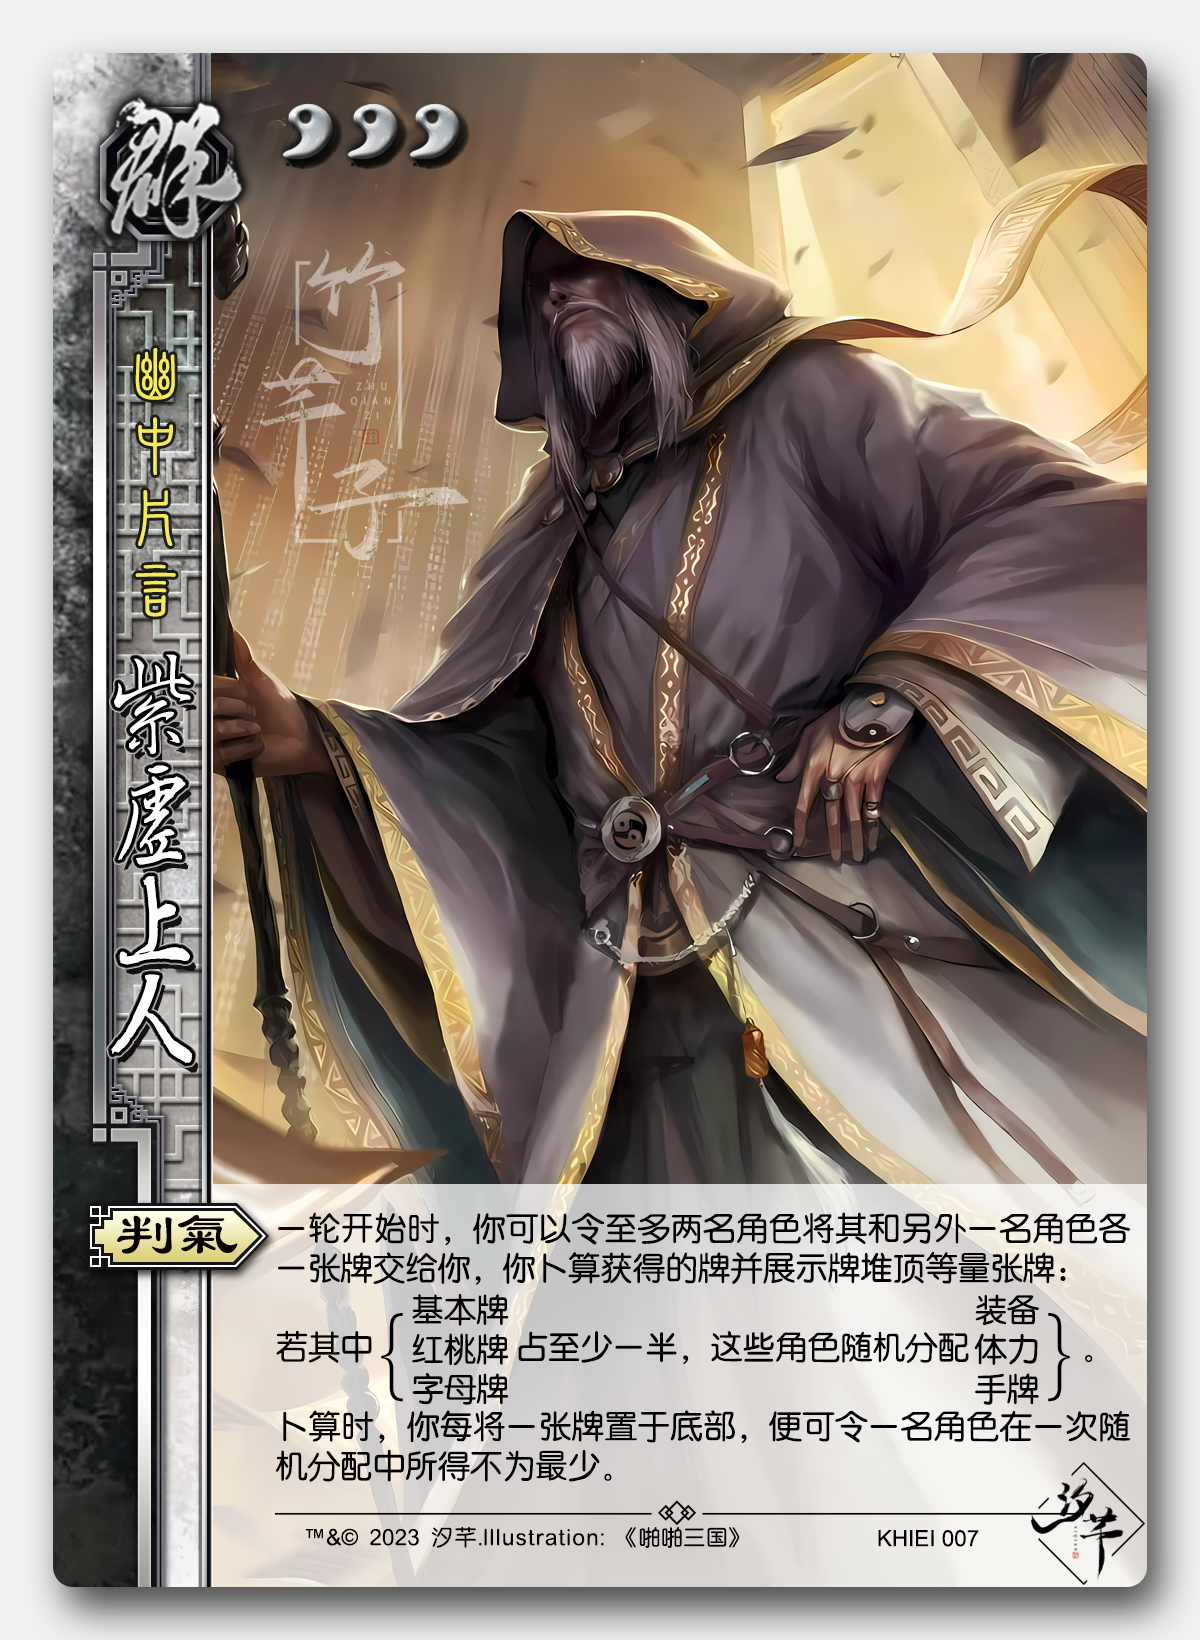 群
竹芊子
ZHU
QIAN
ZI
幽中片言
紫虚上人
判氣
一轮开始时，你可以令至多两名角色将其和另外一名角色各
一张牌交给你，你卜算获得的牌并展示牌堆顶等量张牌：
基本牌 装备
若其中{红桃牌 占至少一半，这些角色随机分配体力}。
字母牌 手牌
卜算时，你每将一张牌置于底部，便可令一名角色在一次随
机分配中所得不为最少。
™&© 2023 汐芊.Illustration: 《啪啪三国》
KHIEI 007
汐芊